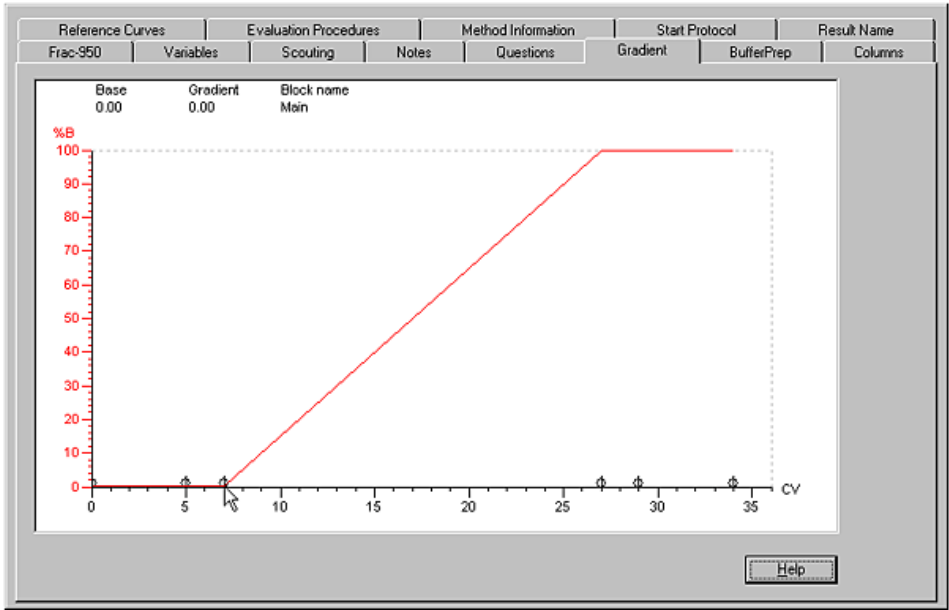 Reference Curves Evaluation Procedures Method Information Start Protocol Result Name
Frac-950 Variables Scouting Notes Questions Gradient BufferPrep Columns
Base Gradient Block name
0.00 0.00 Main
%B
100
90
80
70
60
50
40
30
20
10
0
0 5 10 15 20 25 30 35 CV
Help